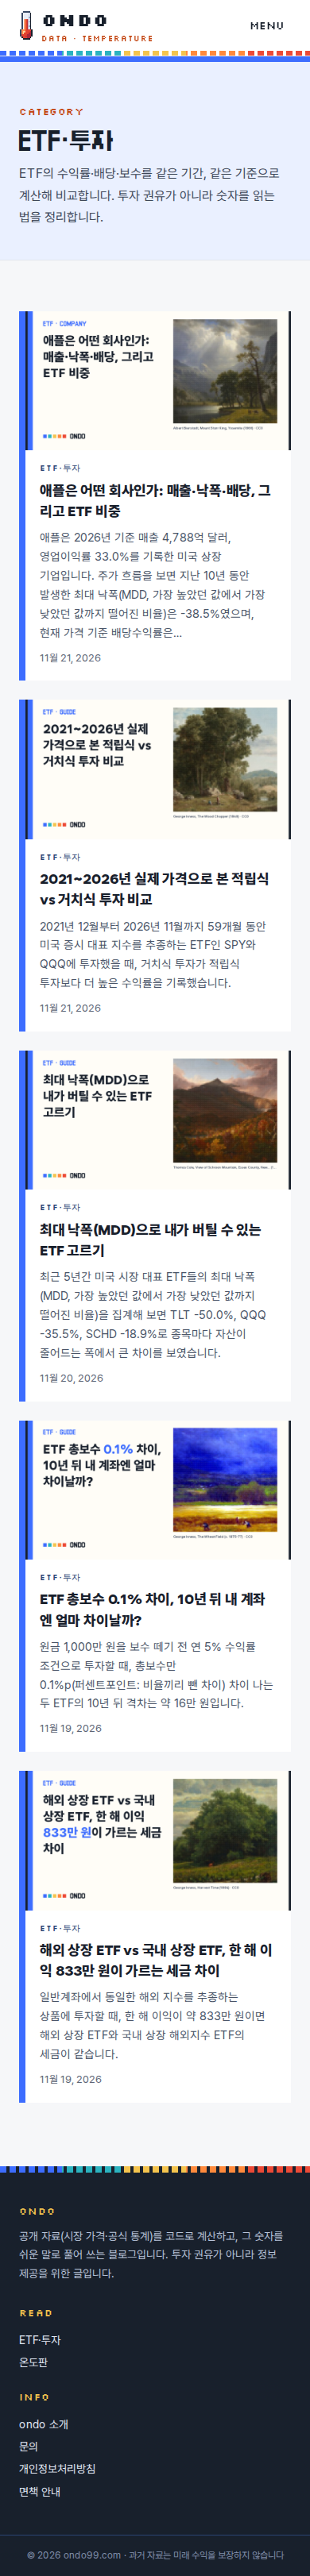 ONDO
DATA · TEMPERATURE
MENU
CATEGORY
ETF·투자
ETF의 수익률·배당·보수를 같은 기간, 같은 기준으로
계산해 비교합니다. 투자 권유가 아니라 숫자를 읽는
법을 정리합니다.
ETF · COMPANY
애플은 어떤 회사인가:
매출·낙폭·배당, 그리고
ETF 비중
ONDO
ETF·투자
애플은 어떤 회사인가: 매출·낙폭·배당, 그
리고 ETF 비중
애플은 2026년 기준 매출 4,788억 달러,
영업이익률 33.0%를 기록한 미국 상장
기업입니다. 주가 흐름을 보면 지난 10년 동안
발생한 최대 낙폭(MDD, 가장 높았던 값에서 가장
낮았던 값까지 떨어진 비율)은 -38.5%였으며,
현재 가격 기준 배당수익률은...
11월 21, 2026
ETF · GUIDE
2021~2026년 실제
가격으로 본 적립식 vs
거치식 투자 비교
ONDO
ETF·투자
2021~2026년 실제 가격으로 본 적립식
vs 거치식 투자 비교
2021년 12월부터 2026년 11월까지 59개월 동안
미국 증시 대표 지수를 추종하는 ETF인 SPY와
QQQ에 투자했을 때, 거치식 투자가 적립식
투자보다 더 높은 수익률을 기록했습니다.
11월 21, 2026
ETF · GUIDE
최대 낙폭(MDD)으로
내가 버틸 수 있는 ETF
고르기
ONDO
ETF·투자
최대 낙폭(MDD)으로 내가 버틸 수 있는
ETF 고르기
최근 5년간 미국 시장 대표 ETF들의 최대 낙폭
(MDD, 가장 높았던 값에서 가장 낮았던 값까지
떨어진 비율)을 집계해 보면 TLT -50.0%, QQQ
-35.5%, SCHD -18.9%로 종목마다 자산이
줄어드는 폭에서 큰 차이를 보였습니다.
11월 20, 2026
ETF · GUIDE
ETF 총보수 0.1% 차이,
10년 뒤 내 계좌엔 얼마
차이날까?
ONDO
ETF·투자
ETF 총보수 0.1% 차이, 10년 뒤 내 계좌
엔 얼마 차이날까?
원금 1,000만 원을 보수 떼기 전 연 5% 수익률
조건으로 투자할 때, 총보수만
0.1%p(퍼센트포인트: 비율끼리 뺀 차이) 차이 나는
두 ETF의 10년 뒤 격차는 약 16만 원입니다.
11월 19, 2026
ETF · GUIDE
해외 상장 ETF vs 국내
상장 ETF, 한 해 이익
833만 원이 가르는 세금
차이
ONDO
ETF·투자
해외 상장 ETF vs 국내 상장 ETF, 한 해 이
익 833만 원이 가르는 세금 차이
일반계좌에서 동일한 해외 지수를 추종하는
상품에 투자할 때, 한 해 이익이 약 833만 원이면
해외 상장 ETF와 국내 상장 해외지수 ETF의
세금이 같습니다.
11월 19, 2026
ONDO
공개 자료(시장 가격·공식 통계)를 코드로 계산하고, 그 숫자를
쉬운 말로 풀어 쓰는 블로그입니다. 투자 권유가 아니라 정보
제공을 위한 글입니다.
READ
ETF·투자
온도판
INFO
ondo 소개
문의
개인정보처리방침
면책 안내
© 2026 ondo99.com · 과거 자료는 미래 수익을 보장하지 않습니다